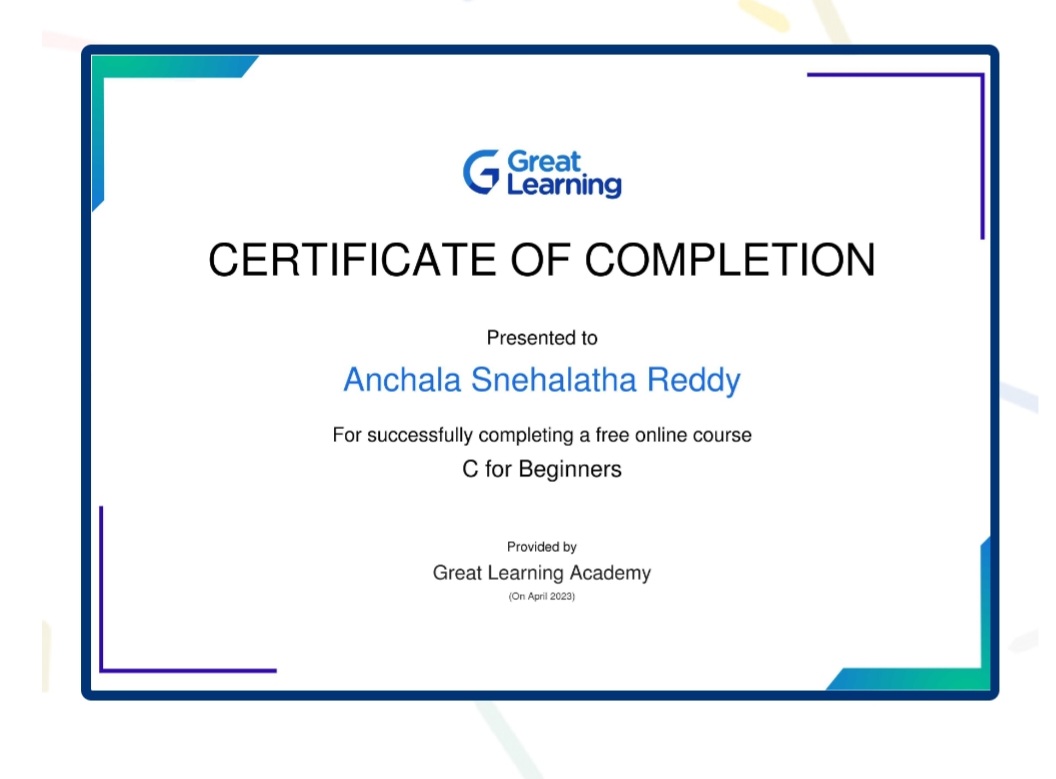 Great
Learning
CERTIFICATE OF COMPLETION
Presented to
Anchala Snehalatha Reddy
For successfully completing a free online course
C for Beginners
Provided by
Great Learning Academy
(On April 2023)